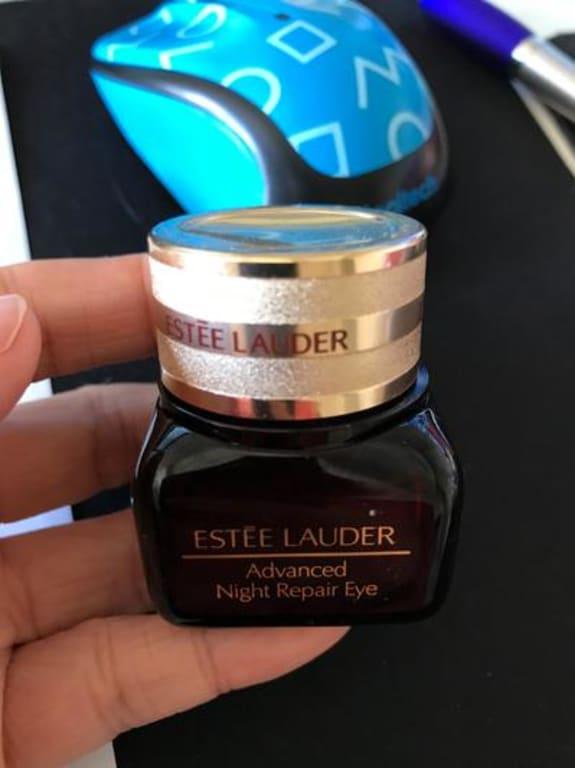 ESTĒE LAUDER
ESTĒE LAUDER
Advanced
Night Repair Eye